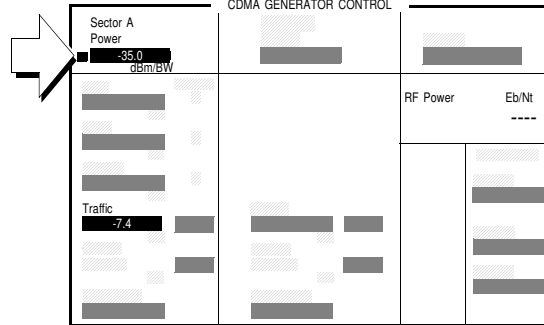 CDMA GENERATOR CONTROL
Sector A
Power
-35.0
dBm/BW
RF Power Eb/Nt
----
Traffic
-7.4